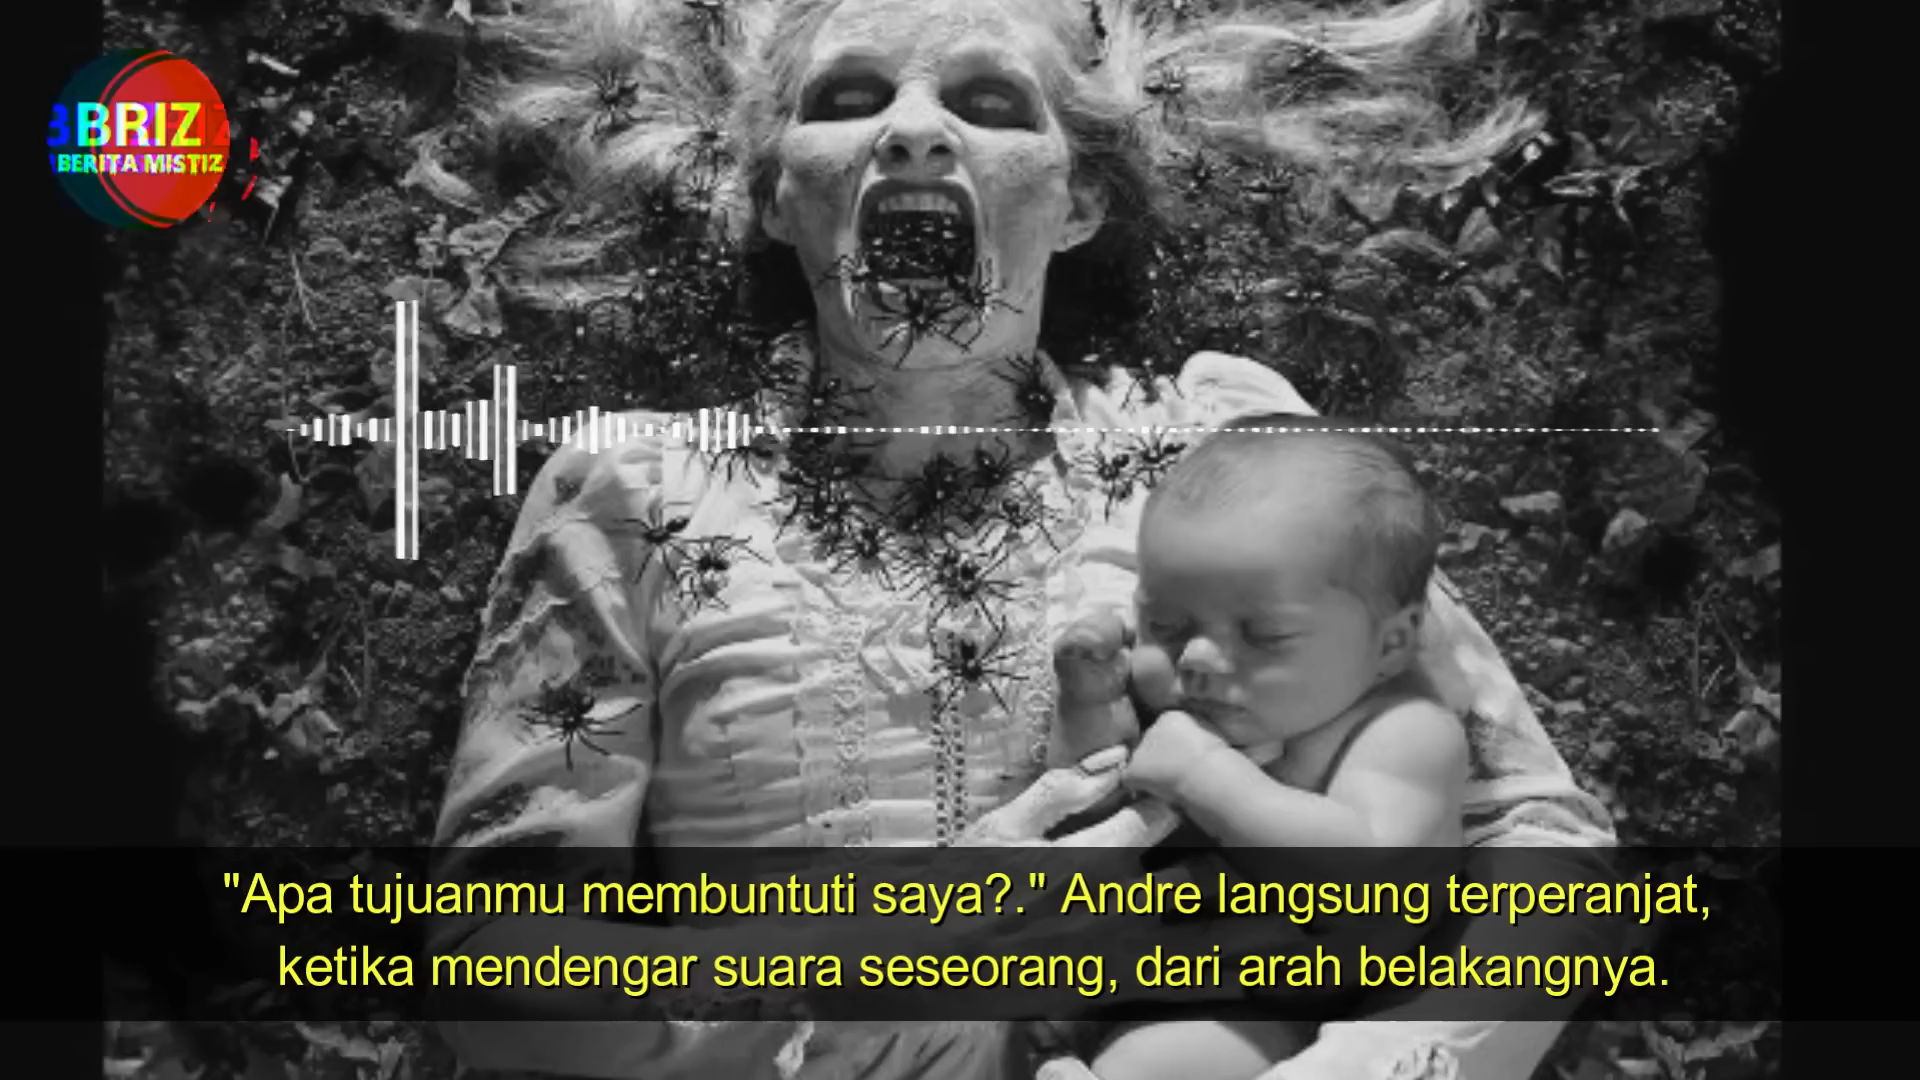 BRIZ
BERITA MISTIZ
"Apa tujuanmu membuntuti saya?." Andre langsung terperanjat,
ketika mendengar suara seseorang, dari arah belakangnya.